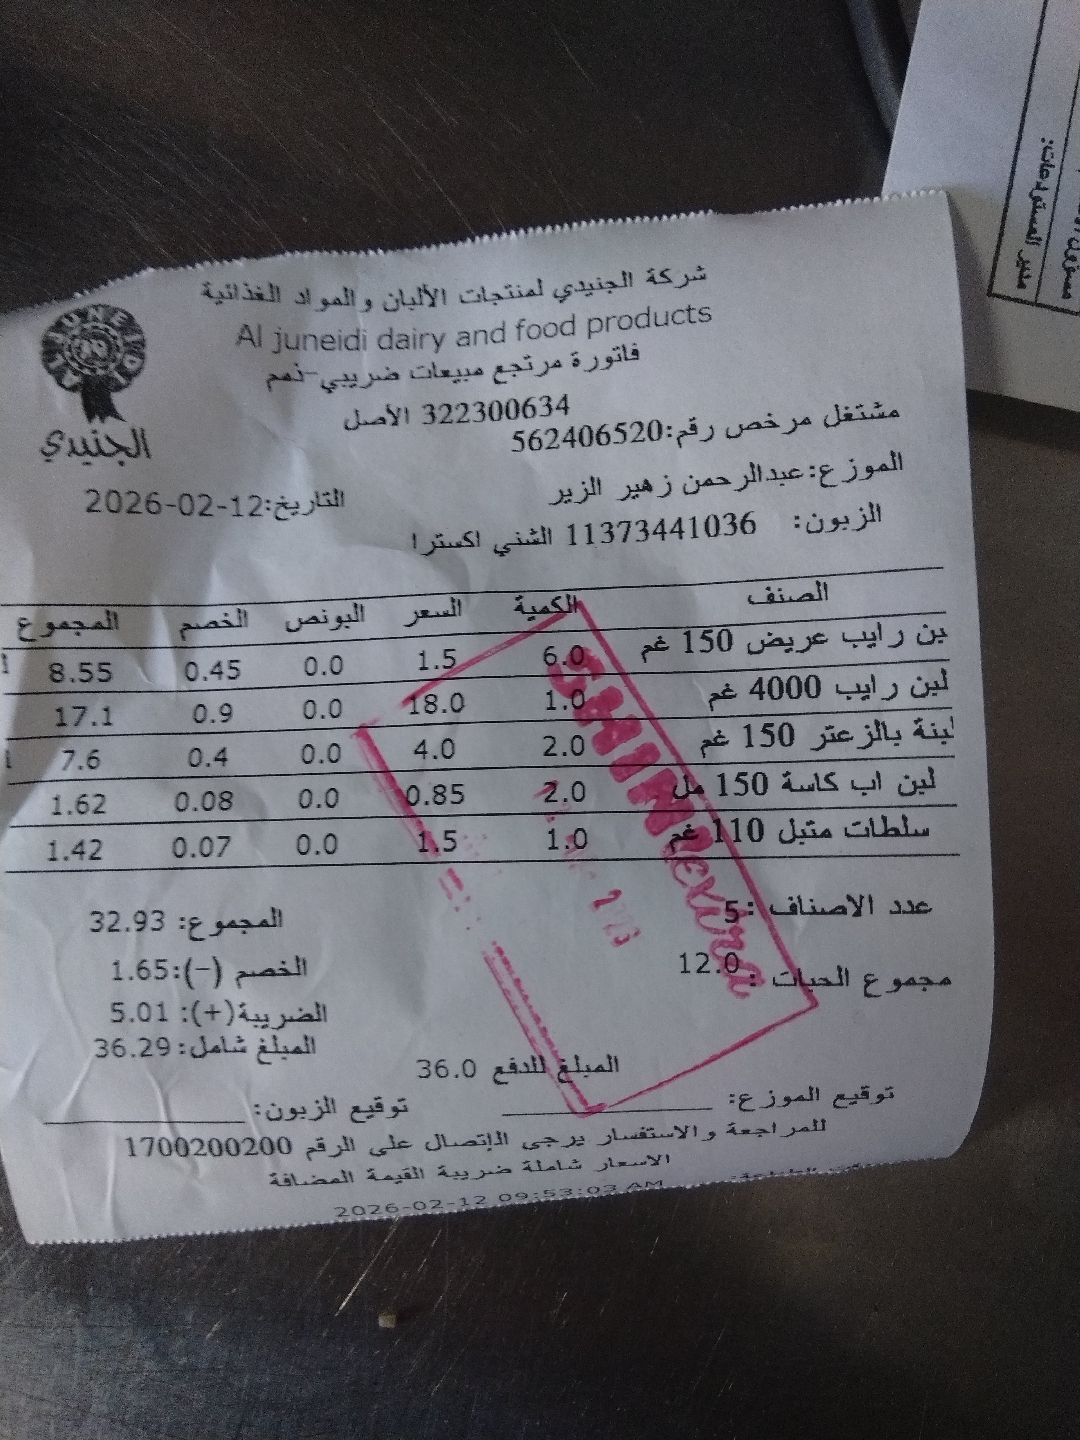 شركة الجنيدي لمنتجات الألبان والمواد الغذائية
Al juneidi dairy and food products
فاتورة مرتجع مبيعات ضريبي-ذمم
322300634 الأصل
JUNEIDI
الجنيدي
مشتغل مرخص رقم:562406520
الموزع:عبدالرحمن زهير الزير
التاريخ:2026-02-12
الزبون: 11373441036 الشني اكسترا
الصنف الكمية السعر البونص الخصم المجموع
بن رايب عريض 150 غم 6.0 1.5 0.0 0.45 8.55
لبن رايب 4000 غم 1.0 18.0 0.0 0.9 17.1
لبنة بالزعتر 150 غم 2.0 4.0 0.0 0.4 7.6
لبن اب كاسة 150 مل 2.0 0.85 0.0 0.08 1.62
سلطات متبل 110 غم 1.0 1.5 0.0 0.07 1.42
عدد الاصناف :5
المجموع: 32.93
مجموع الحبات :12.0
الخصم (-):1.65
الضريبة(+): 5.01
المبلغ شامل: 36.29
المبلغ للدفع 36.0
توقيع الموزع:
توقيع الزبون:
للمراجعة والاستفسار يرجى الإتصال على الرقم 1700200200
الاسعار شاملة ضريبة القيمة المضافة
2026-02-12 09:53:03 AM
SHINNI extra
مدير المستودعات: